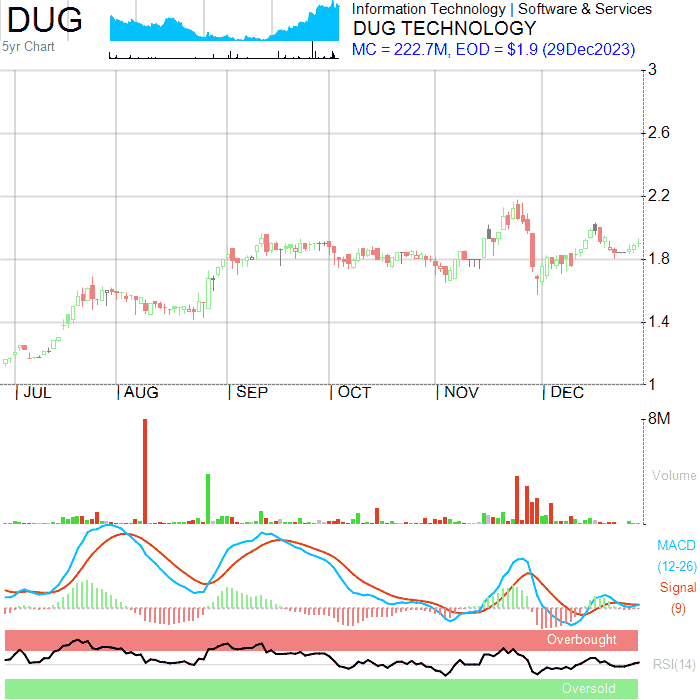 DUG
5yr Chart
Information Technology | Software & Services
DUG TECHNOLOGY
MC = 222.7M, EOD = $1.9 (29Dec2023)
3
2.6
2.2
1.8
1.4
1
| JUL | AUG | SEP | OCT | NOV | DEC
8M
Volume
MACD
(12-26)
Signal
(9)
Overbought
RSI(14)
Oversold